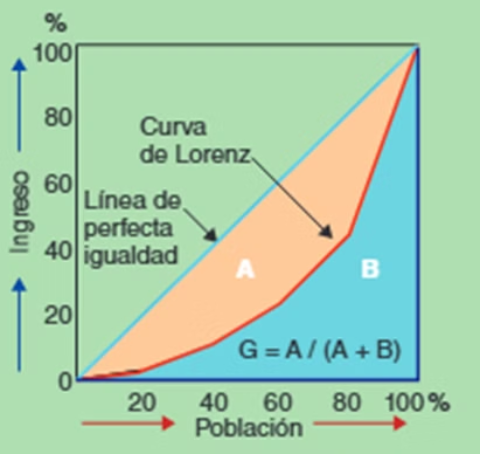 %
100
80
60
40
20
0
Ingreso
Curva
de Lorenz
Línea de
perfecta
igualdad
A
B
G = A / (A + B)
20 40 60 80 100 %
Población